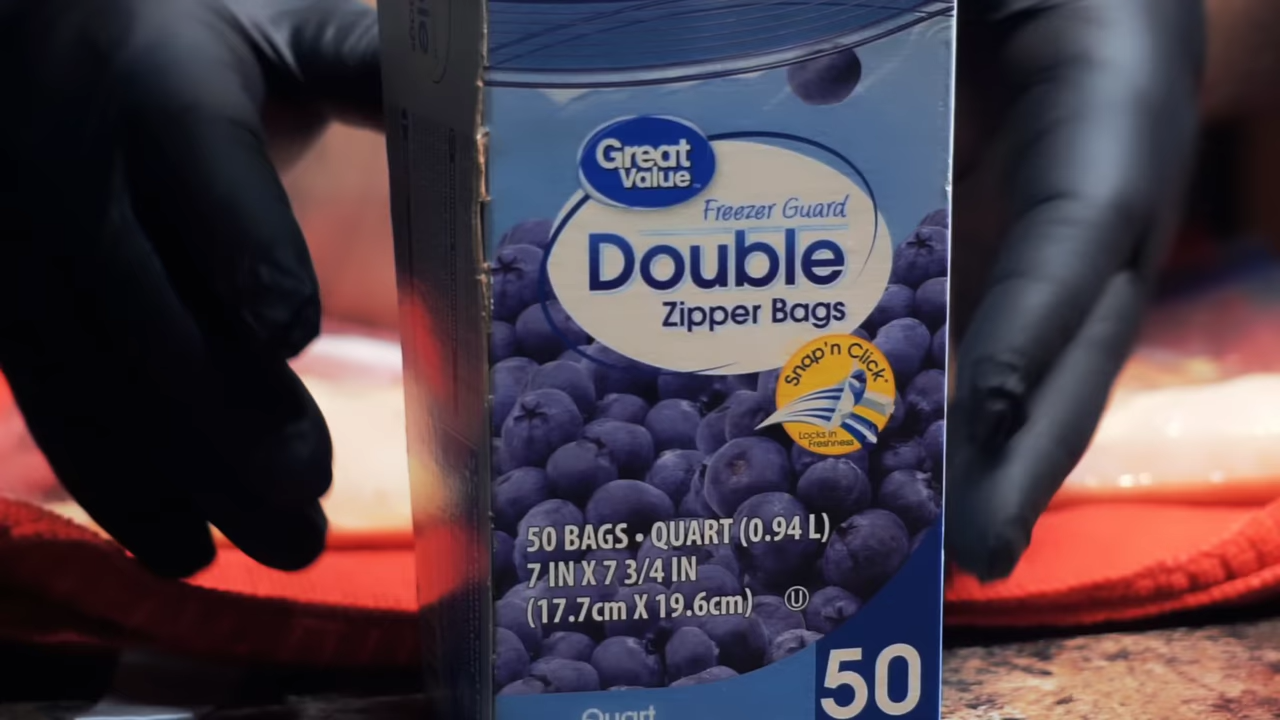 Great
Value
Freezer Guard
Double
Zipper Bags
Snap'n Click
Locks in
Freshness
50 BAGS • QUART (0.94 L)
7 IN X 7 3/4 IN
(17.7cm X 19.6cm)
U
50
Quart